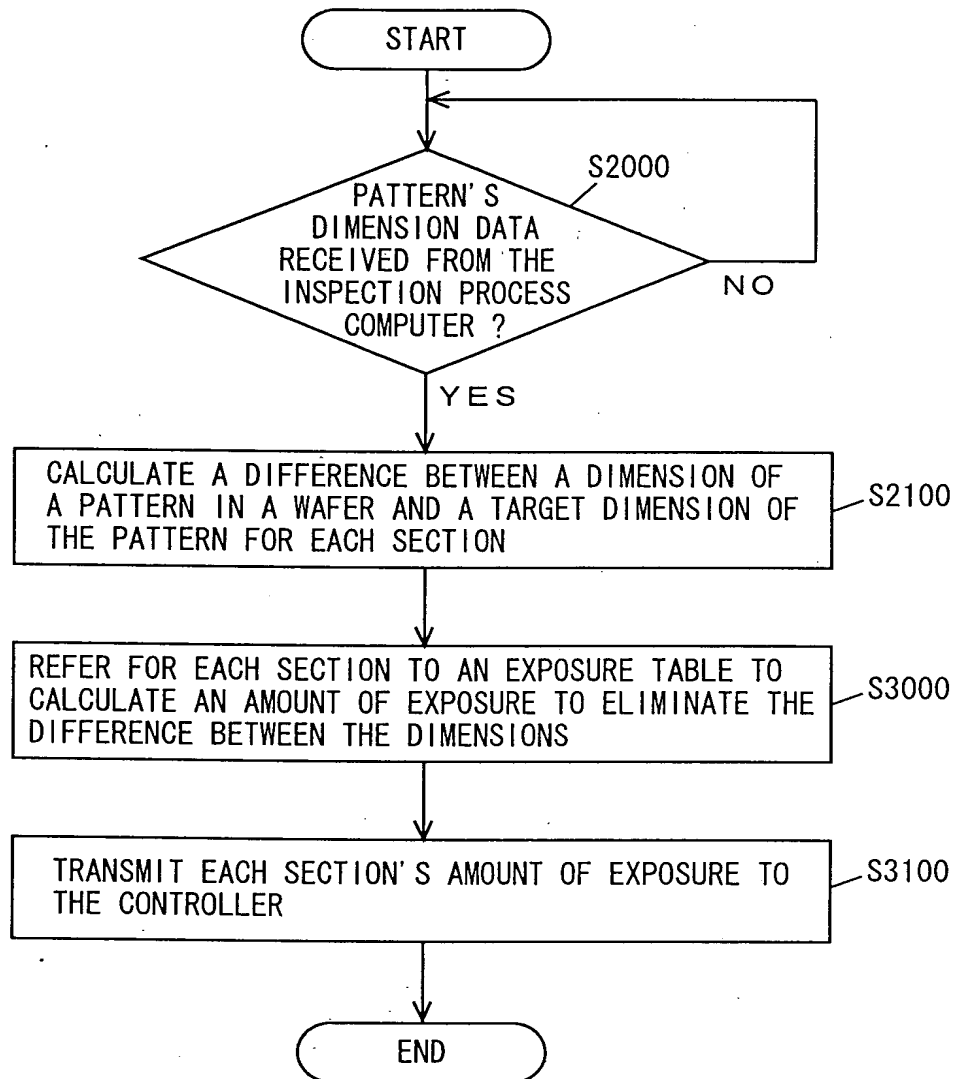 START
S2000
PATTERN'S
DIMENSION DATA
RECEIVED FROM THE
INSPECTION PROCESS
COMPUTER ?
NO
YES
CALCULATE A DIFFERENCE BETWEEN A DIMENSION OF
A PATTERN IN A WAFER AND A TARGET DIMENSION OF
THE PATTERN FOR EACH SECTION
S2100
REFER FOR EACH SECTION TO AN EXPOSURE TABLE TO
CALCULATE AN AMOUNT OF EXPOSURE TO ELIMINATE THE
DIFFERENCE BETWEEN THE DIMENSIONS
S3000
TRANSMIT EACH SECTION'S AMOUNT OF EXPOSURE TO
THE CONTROLLER
S3100
END